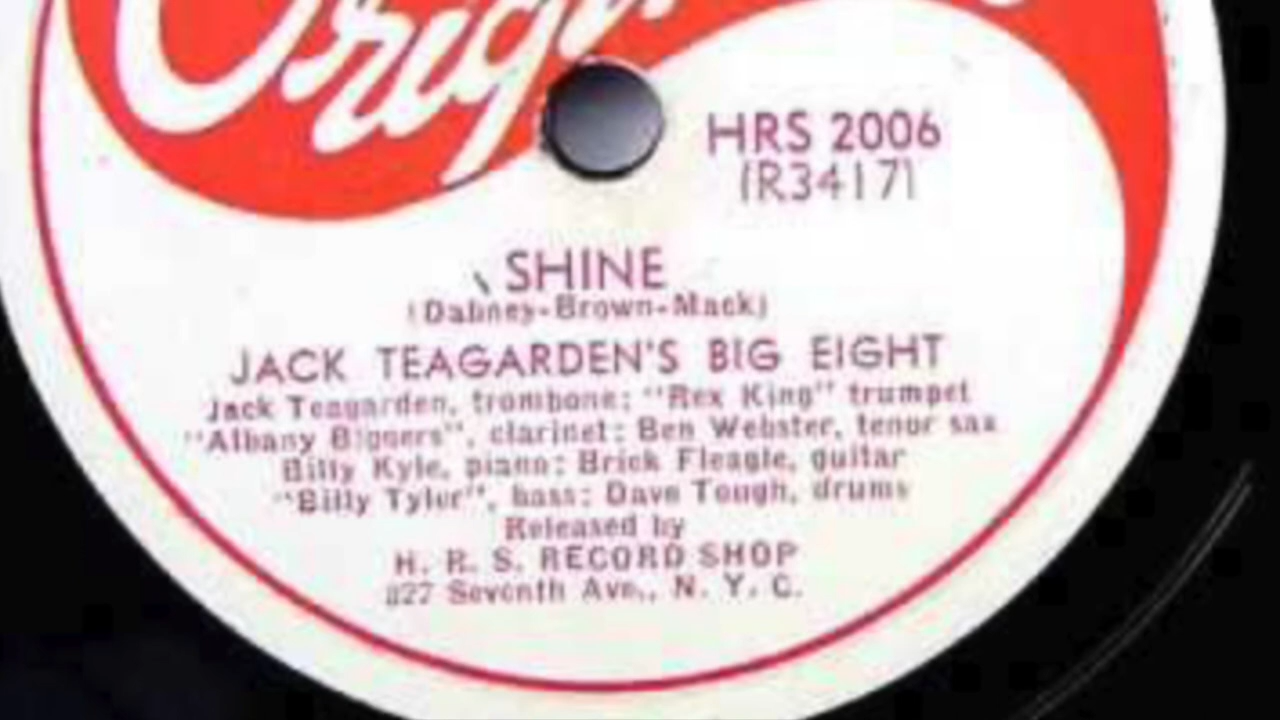 Orig
HRS 2006
(R3417)
SHINE
(Dabney-Brown-Mack)
JACK TEAGARDEN'S BIG EIGHT
Jack Teagarden, trombone; "Rex King" trumpet
"Albany Biggers", clarinet; Ben Webster, tenor sax
Billy Kyle, piano; Brick Fleagle, guitar
"Billy Tyler", bass; Dave Tough, drums
Released by
H. R. S. RECORD SHOP
827 Seventh Ave., N. Y. C.